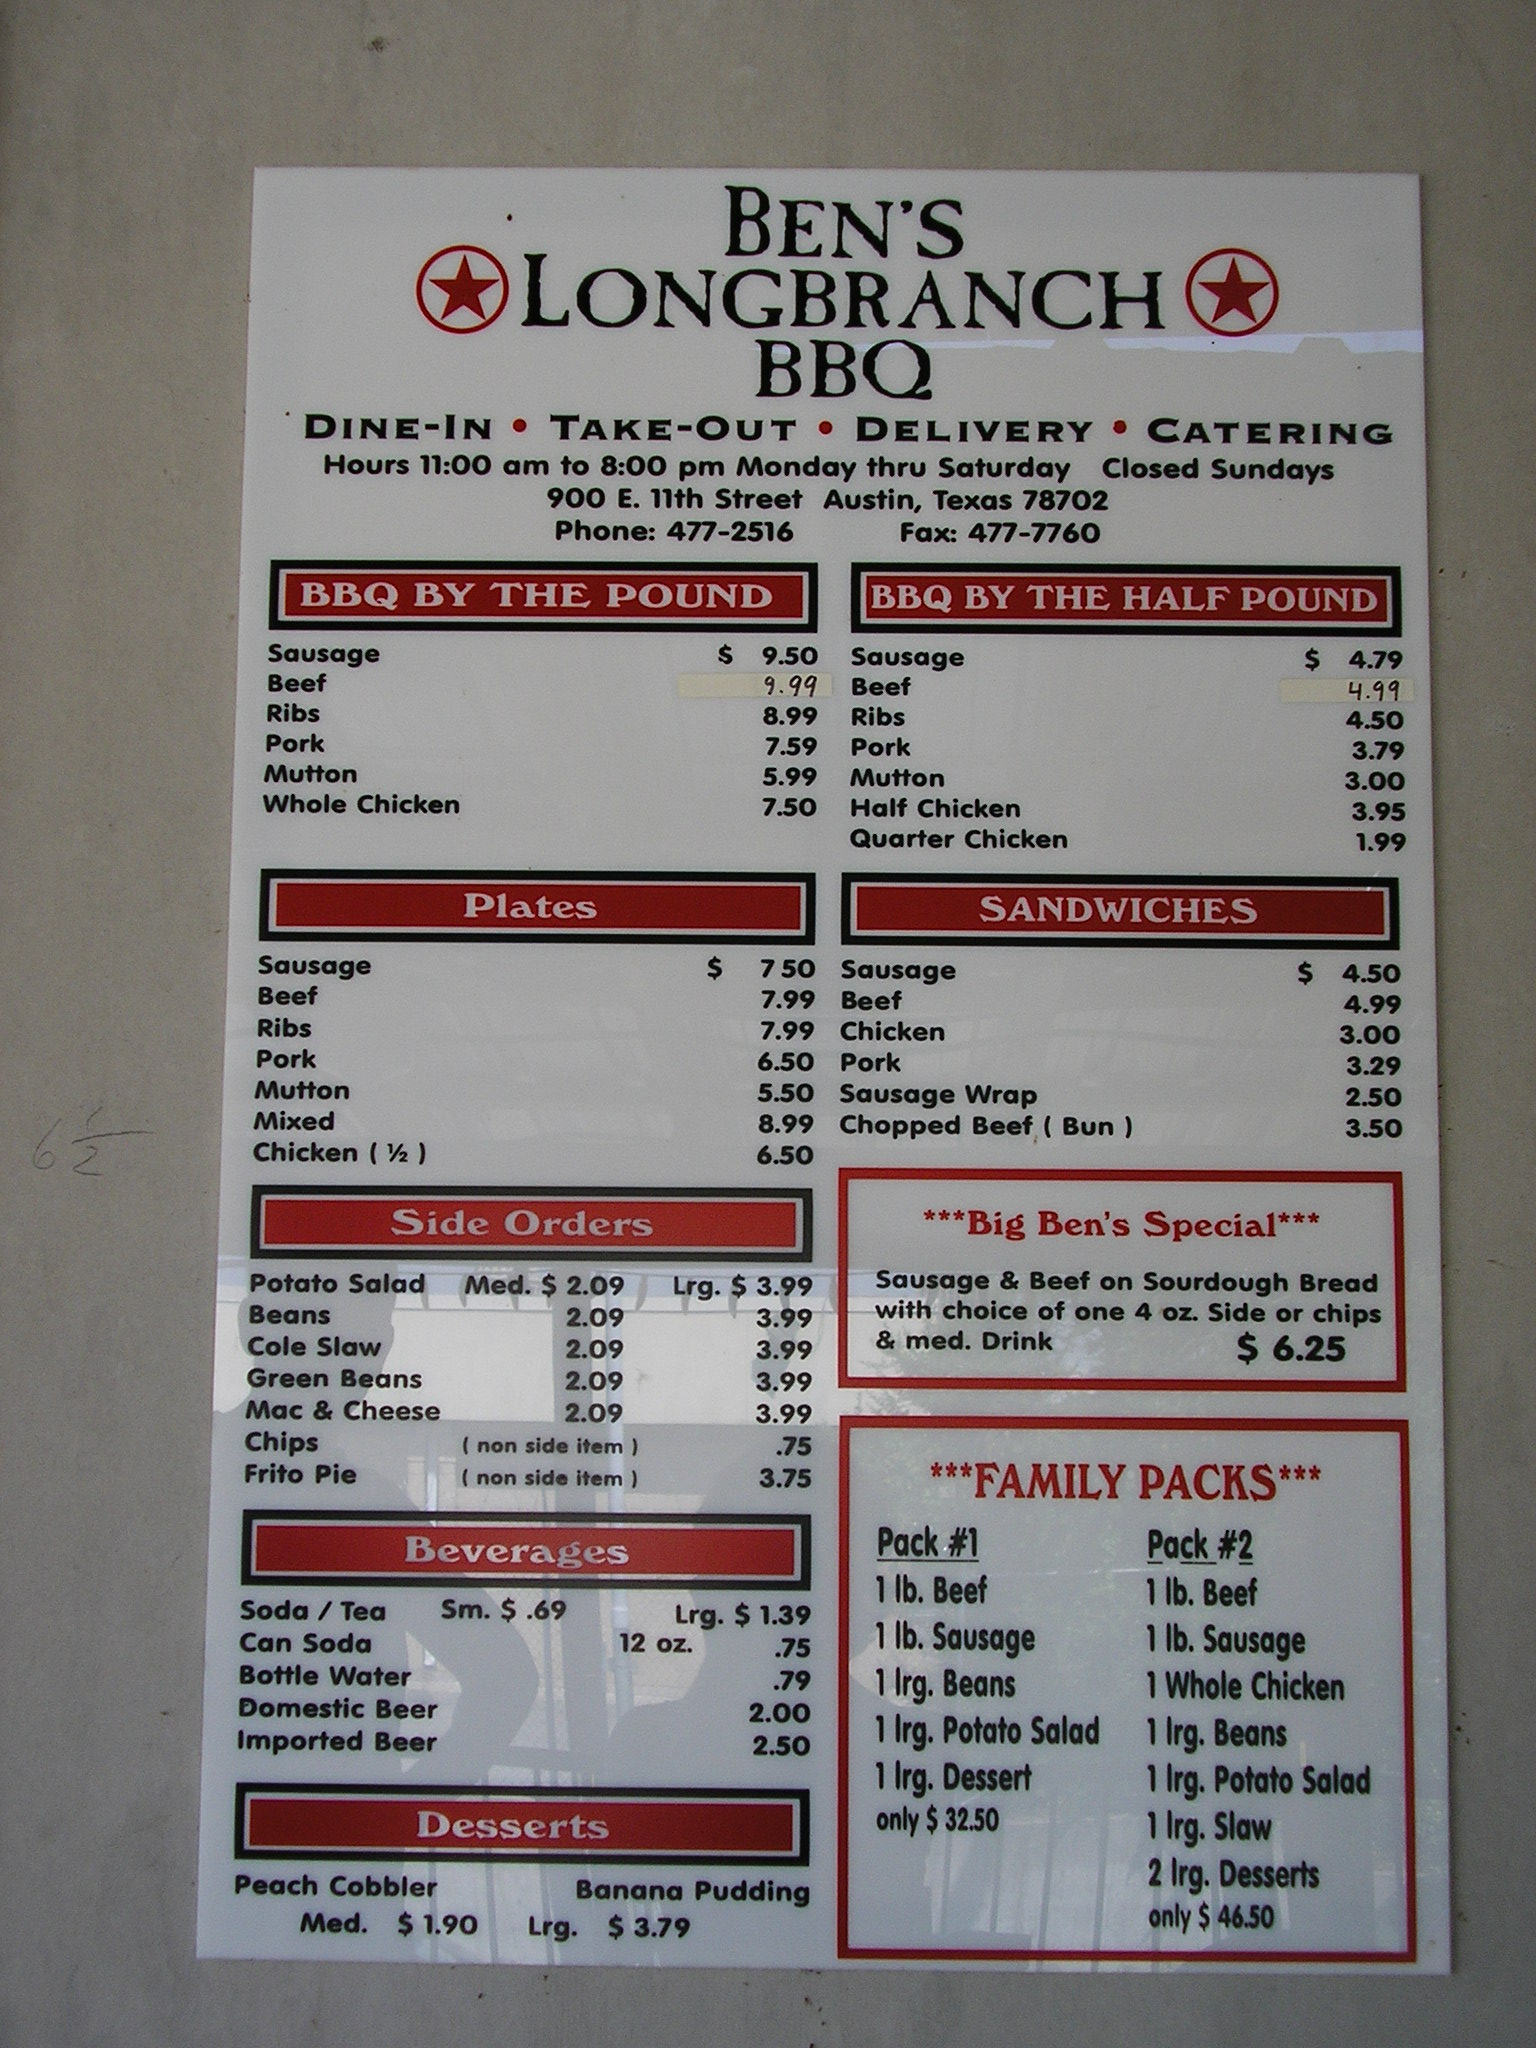 BEN'S
LONGBRANCH
BBQ
DINE-IN • TAKE-OUT • DELIVERY • CATERING
Hours 11:00 am to 8:00 pm Monday thru Saturday Closed Sundays
900 E. 11th Street Austin, Texas 78702
Phone: 477-2516 Fax: 477-7760
BBQ BY THE POUND
Sausage $ 9.50
Beef 9.99
Ribs 8.99
Pork 7.59
Mutton 5.99
Whole Chicken 7.50
BBQ BY THE HALF POUND
Sausage $ 4.79
Beef 4.99
Ribs 4.50
Pork 3.79
Mutton 3.00
Half Chicken 3.95
Quarter Chicken 1.99
Plates
Sausage $ 7 50
Beef 7.99
Ribs 7.99
Pork 6.50
Mutton 5.50
Mixed 8.99
Chicken ( ½ ) 6.50
SANDWICHES
Sausage $ 4.50
Beef 4.99
Chicken 3.00
Pork 3.29
Sausage Wrap 2.50
Chopped Beef ( Bun ) 3.50
Side Orders
Potato Salad Med. $ 2.09 Lrg. $ 3.99
Beans 2.09 3.99
Cole Slaw 2.09 3.99
Green Beans 2.09 3.99
Mac & Cheese 2.09 3.99
Chips ( non side item ) .75
Frito Pie ( non side item ) 3.75
***Big Ben's Special***
Sausage & Beef on Sourdough Bread
with choice of one 4 oz. Side or chips
& med. Drink $ 6.25
Beverages
Soda / Tea Sm. $ .69 Lrg. $ 1.39
Can Soda 12 oz. .75
Bottle Water .79
Domestic Beer 2.00
Imported Beer 2.50
Desserts
Peach Cobbler Banana Pudding
Med. $ 1.90 Lrg. $ 3.79
***FAMILY PACKS***
Pack #1
1 lb. Beef
1 lb. Sausage
1 lrg. Beans
1 lrg. Potato Salad
1 lrg. Dessert
only $ 32.50
Pack #2
1 lb. Beef
1 lb. Sausage
1 Whole Chicken
1 lrg. Beans
1 lrg. Potato Salad
1 lrg. Slaw
2 lrg. Desserts
only $ 46.50
6 1/2